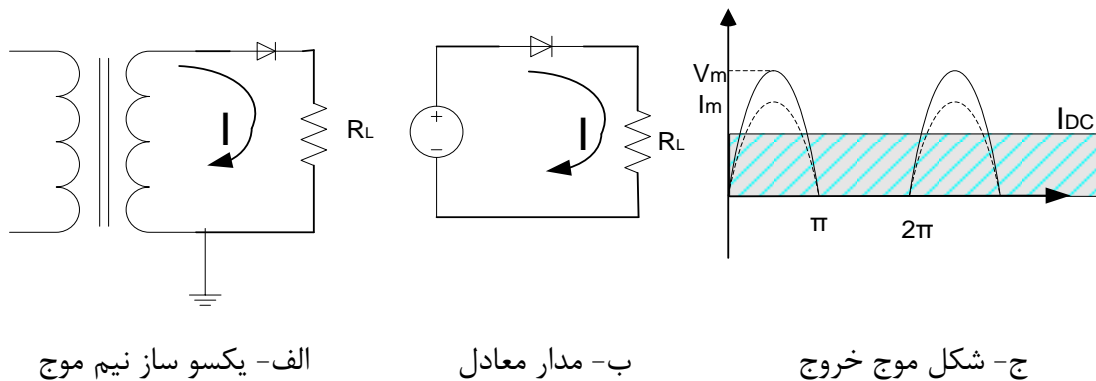 I
RL
+
−
I
RL
Vm
Im
IDC
π
2π
الف- یکسو ساز نیم موج
ب- مدار معادل
ج- شکل موج خروج